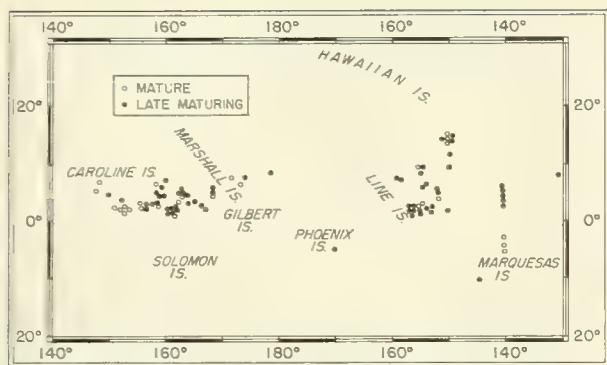 140° 160° 180° 160° 140°
HAWAIIAN IS.
○ MATURE
● LATE MATURING
20° 20°
MARSHALL IS.
CAROLINE IS.
LINE IS.
GILBERT IS.
0° 0°
PHOENIX IS.
SOLOMON IS.
MARQUESAS IS
20° 20°
140° 160° 180° 160° 140°